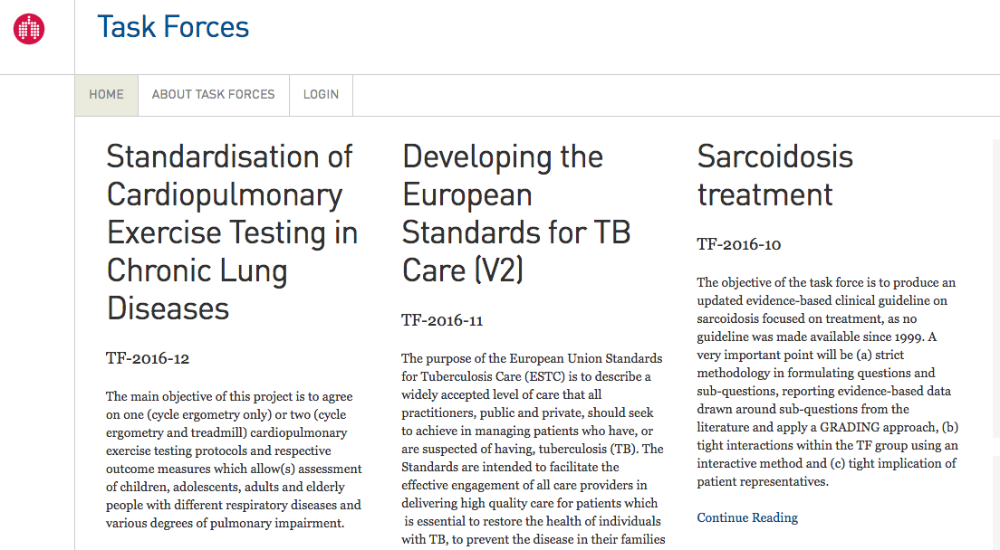 Task Forces
HOME
ABOUT TASK FORCES
LOGIN
Standardisation of
Cardiopulmonary
Exercise Testing in
Chronic Lung
Diseases
TF-2016-12
The main objective of this project is to agree
on one (cycle ergometry only) or two (cycle
ergometry and treadmill) cardiopulmonary
exercise testing protocols and respective
outcome measures which allow(s) assessment
of children, adolescents, adults and elderly
people with different respiratory diseases and
various degrees of pulmonary impairment.
Developing the
European
Standards for TB
Care (V2)
TF-2016-11
The purpose of the European Union Standards
for Tuberculosis Care (ESTC) is to describe a
widely accepted level of care that all
practitioners, public and private, should seek
to achieve in managing patients who have, or
are suspected of having, tuberculosis (TB). The
Standards are intended to facilitate the
effective engagement of all care providers in
delivering high quality care for patients which
is essential to restore the health of individuals
with TB, to prevent the disease in their families
Sarcoidosis
treatment
TF-2016-10
The objective of the task force is to produce an
updated evidence-based clinical guideline on
sarcoidosis focused on treatment, as no
guideline was made available since 1999. A
very important point will be (a) strict
methodology in formulating questions and
sub-questions, reporting evidence-based data
drawn around sub-questions from the
literature and apply a GRADING approach, (b)
tight interactions within the TF group using an
interactive method and (c) tight implication of
patient representatives.
Continue Reading